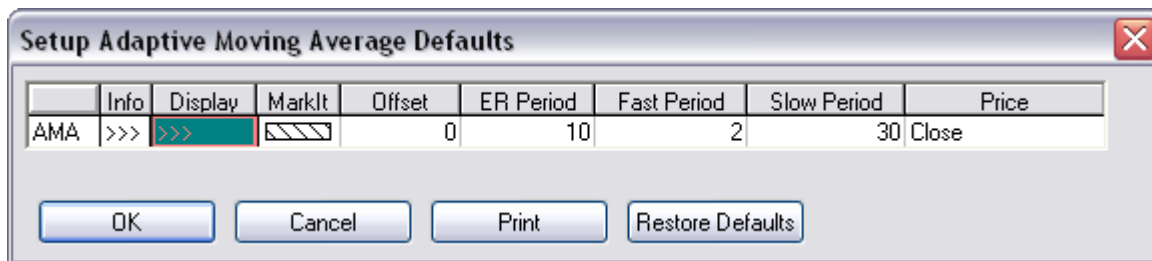 Setup Adaptive Moving Average Defaults
Info Display MarkIt Offset ER Period Fast Period Slow Period Price
AMA >>> >>> 0 10 2 30 Close
OK Cancel Print Restore Defaults